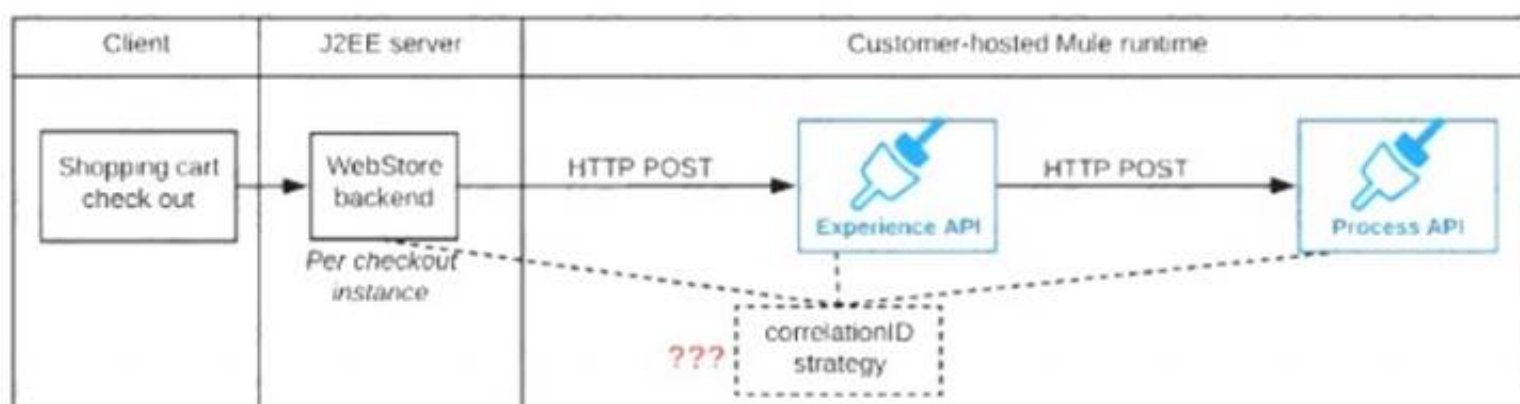 Client
J2EE server
Customer-hosted Mule runtime
Shopping cart
check out
WebStore
backend
Per checkout
instance
HTTP POST
Experience API
HTTP POST
Process API
???
correlationID
strategy